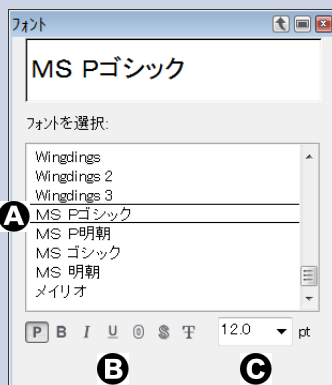 フォント
MS Pゴシック
フォントを選択:
Wingdings
Wingdings 2
Wingdings 3
A
MS Pゴシック
MS P明朝
MS ゴシック
MS 明朝
メイリオ
P B I U O S T 12.0 pt
B C